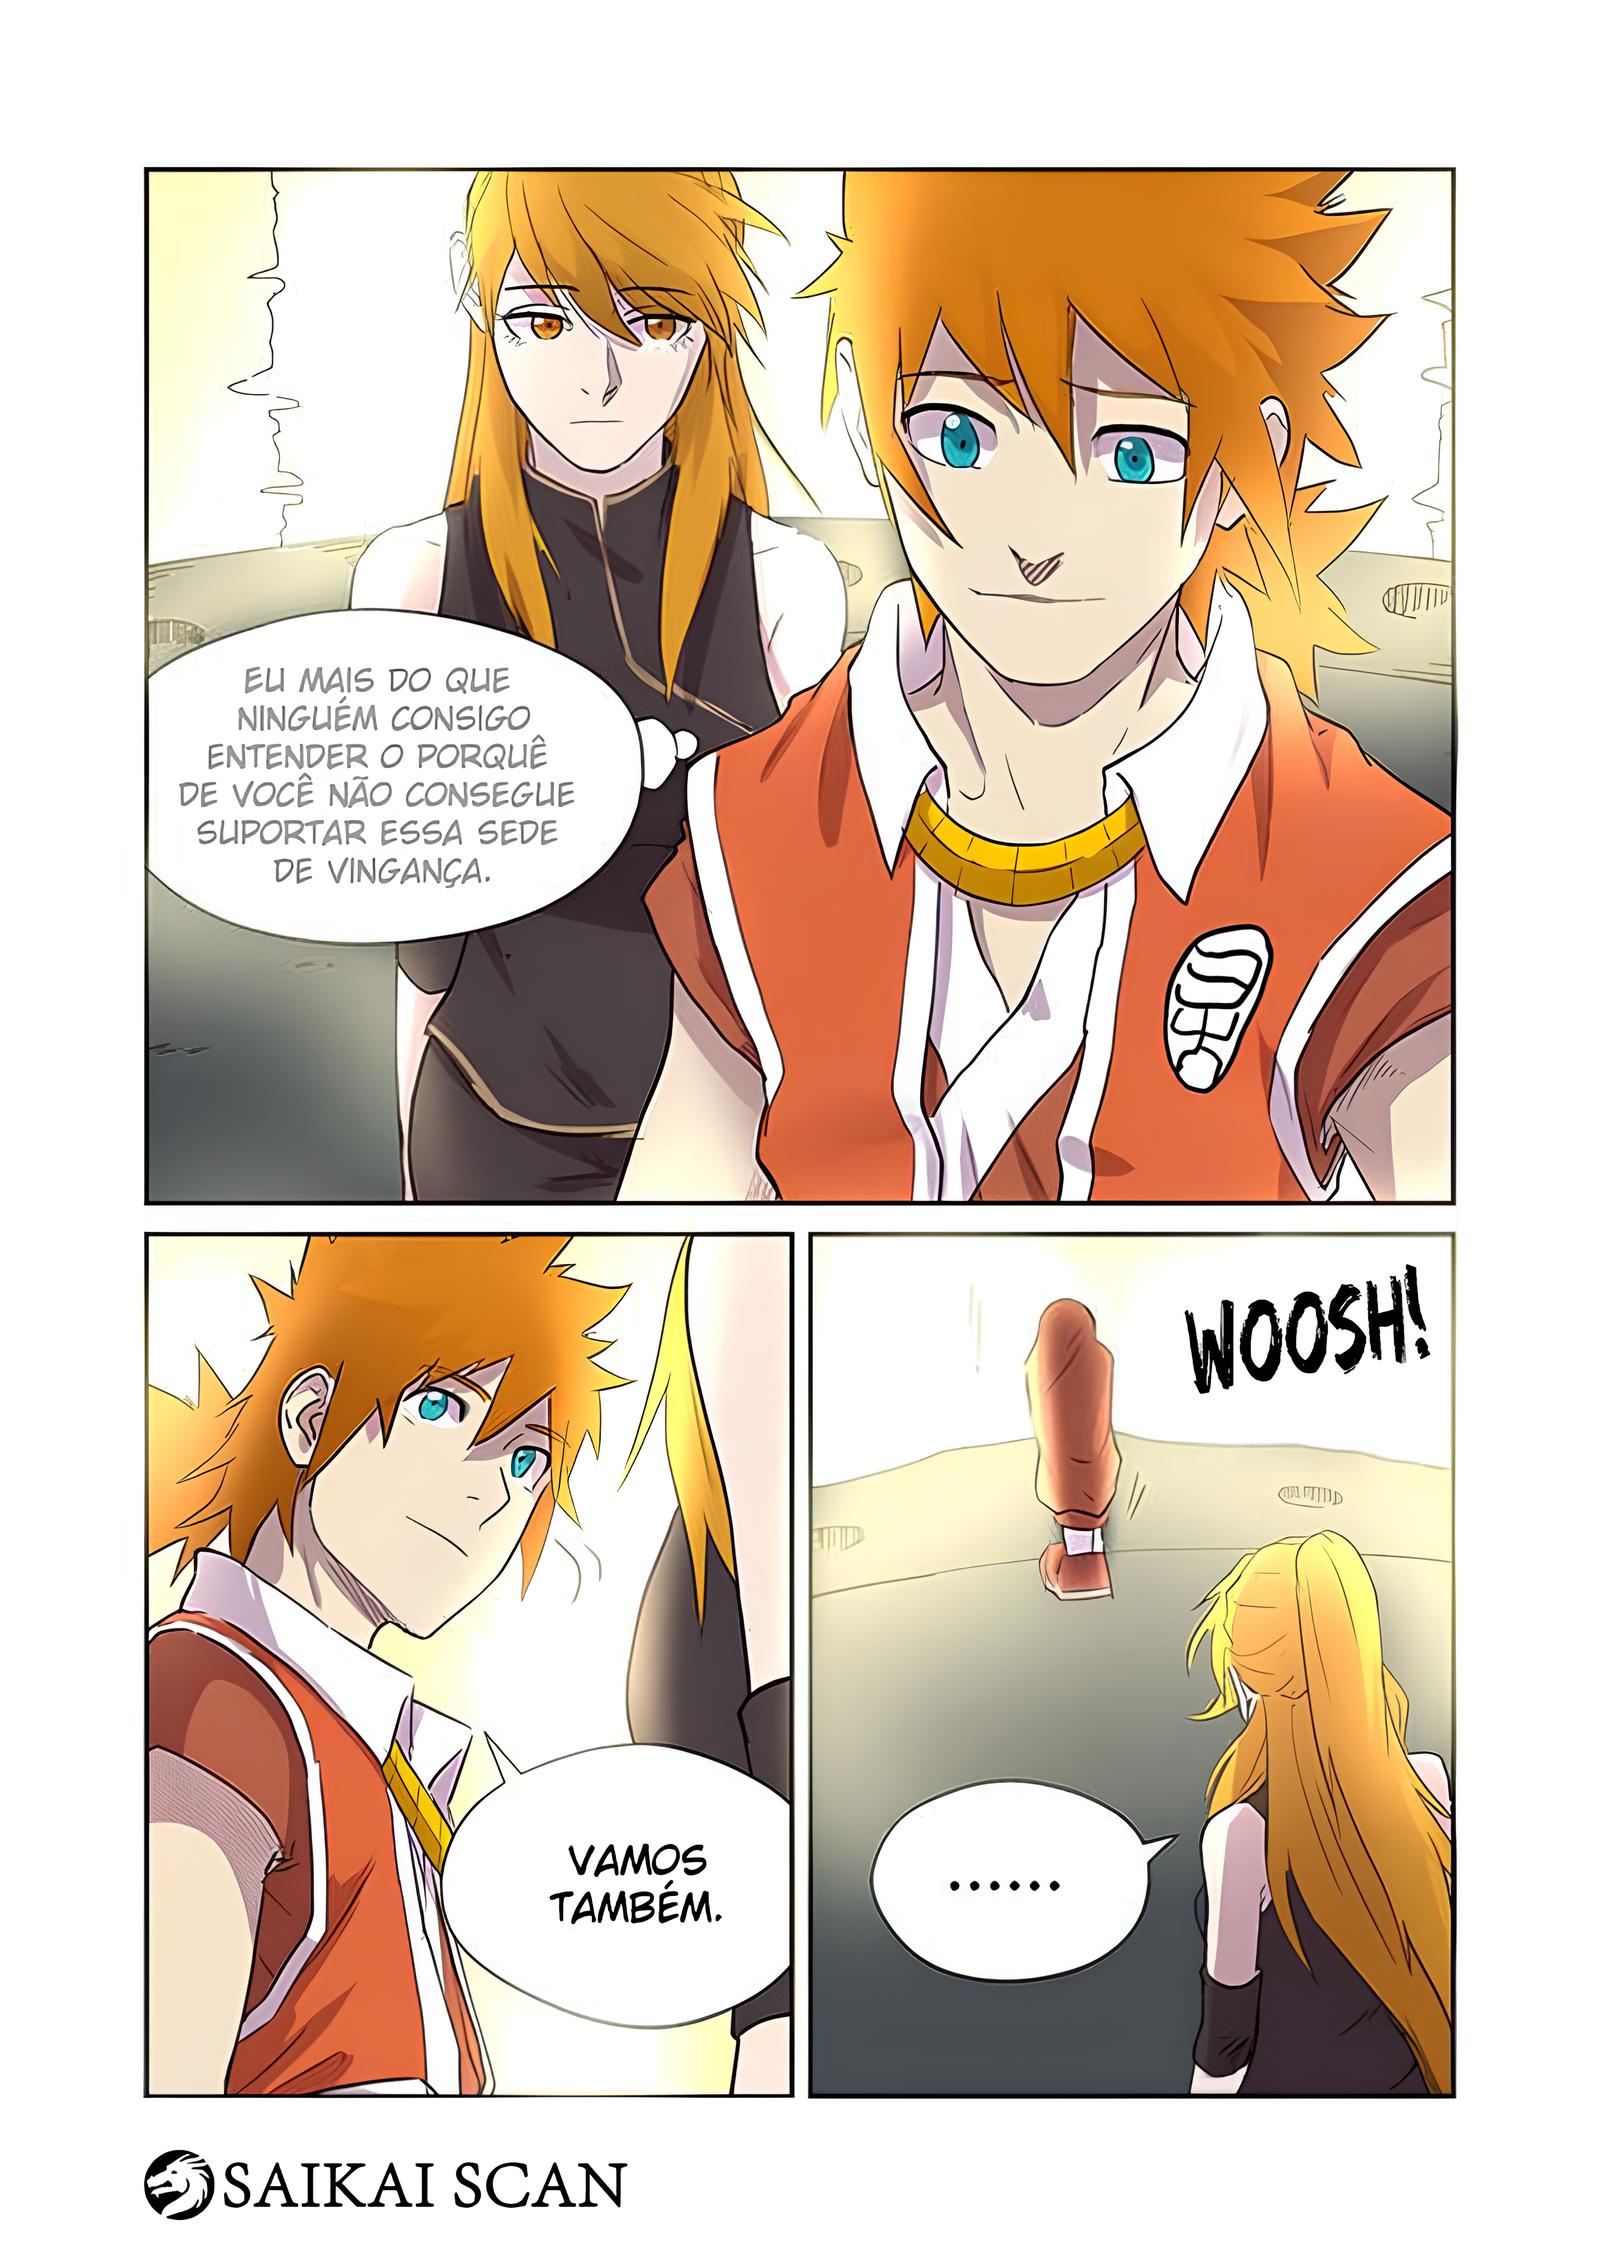 EU MAIS DO QUE
NINGUÉM CONSIGO
ENTENDER O PORQUÊ
DE VOCÊ NÃO CONSEGUE
SUPORTAR ESSA SEDE
DE VINGANÇA.
VAMOS
TAMBÉM.
WOOSH!
......
SAIKAI SCAN